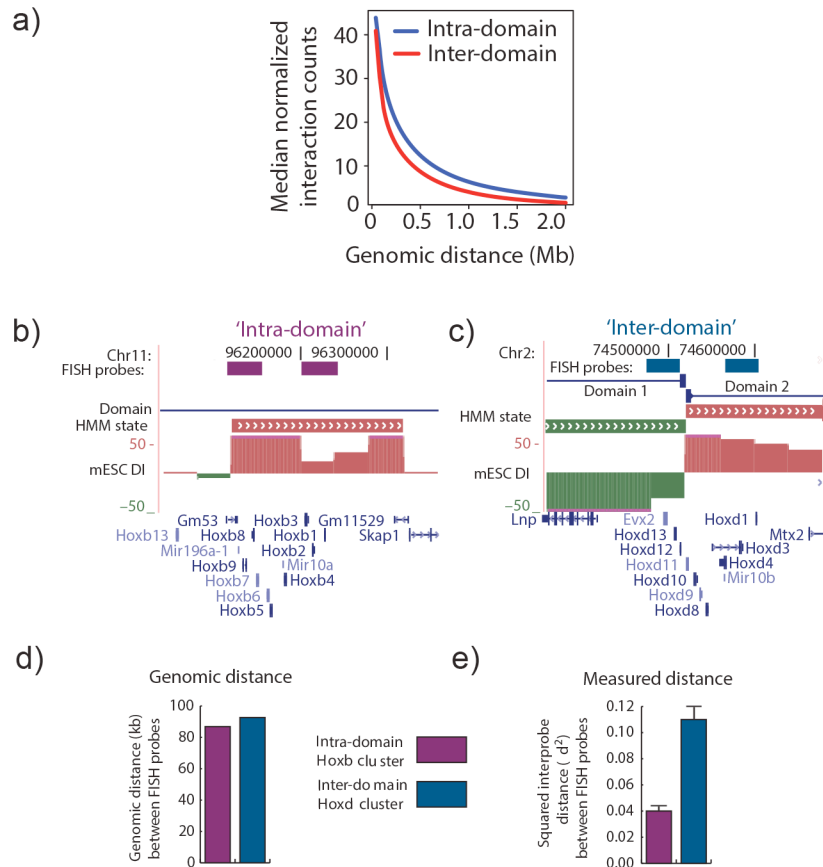 a)
Median normalized
interaction counts
40
30
20
10
0
Intra-domain
Inter-domain
0 0.5 1.0 1.5 2.0
Genomic distance (Mb)
b)
'Intra-domain'
Chr11:
96200000 96300000
FISH probes:
Domain
HMM state
50 -
mESC DI
-50 _
Gm53 Hoxb3 Gm11529
Hoxb13 Hoxb8 Hoxb1 Skap1
Mir196a-1 Hoxb2 Mir10a
Hoxb9 Hoxb4
Hoxb7
Hoxb6
Hoxb5
c)
'Inter-domain'
Chr2:
74500000 74600000
FISH probes:
Domain 1 Domain 2
HMM state
50 -
mESC DI
-50 _
Lnp Evx2 Hoxd1 Mtx2
Hoxd13 Hoxd3
Hoxd12 Hoxd4
Hoxd11 Mir10b
Hoxd10
Hoxd9
Hoxd8
d)
Genomic distance
Genomic distance (kb)
between FISH probes
100
80
60
40
20
0
Intra-domain
Hoxb cluster
Inter-do main
Hoxd cluster
e)
Measured distance
Squared interprobe
distance ( d²)
between FISH probes
0.12
0.10
0.08
0.06
0.04
0.02
0.00